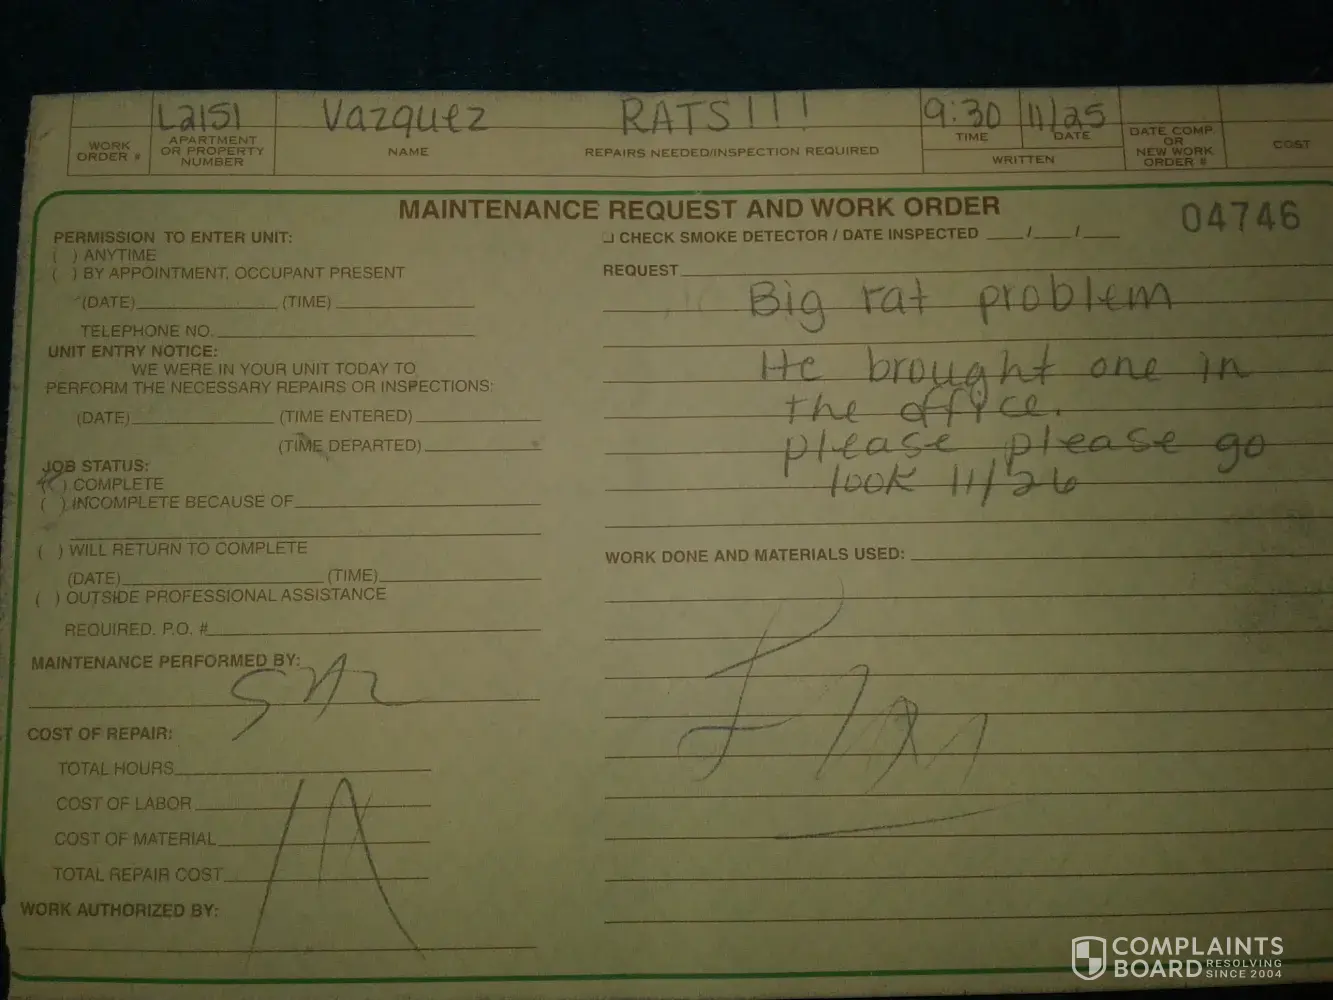 L2151 Vazquez RATS!!! 9:30 11/25
WORK ORDER # APARTMENT OR PROPERTY NUMBER NAME REPAIRS NEEDED/INSPECTION REQUIRED TIME DATE WRITTEN DATE COMP. OR NEW WORK ORDER # COST
MAINTENANCE REQUEST AND WORK ORDER 04746
PERMISSION TO ENTER UNIT:
( ) ANYTIME
( ) BY APPOINTMENT, OCCUPANT PRESENT
(DATE) (TIME)
TELEPHONE NO.
UNIT ENTRY NOTICE:
WE WERE IN YOUR UNIT TODAY TO
PERFORM THE NECESSARY REPAIRS OR INSPECTIONS:
(DATE) (TIME ENTERED)
(TIME DEPARTED)
JOB STATUS:
( ) COMPLETE
( ) INCOMPLETE BECAUSE OF
( ) WILL RETURN TO COMPLETE
(DATE) (TIME)
( ) OUTSIDE PROFESSIONAL ASSISTANCE
REQUIRED. P.O. #
MAINTENANCE PERFORMED BY:
COST OF REPAIR:
TOTAL HOURS
COST OF LABOR
COST OF MATERIAL
TOTAL REPAIR COST
WORK AUTHORIZED BY:
CHECK SMOKE DETECTOR / DATE INSPECTED ___/___/___
REQUEST
Big rat problem
He brought one in
the office.
please please go
look 11/26
WORK DONE AND MATERIALS USED:
COMPLAINTS
BOARD RESOLVING SINCE 2004